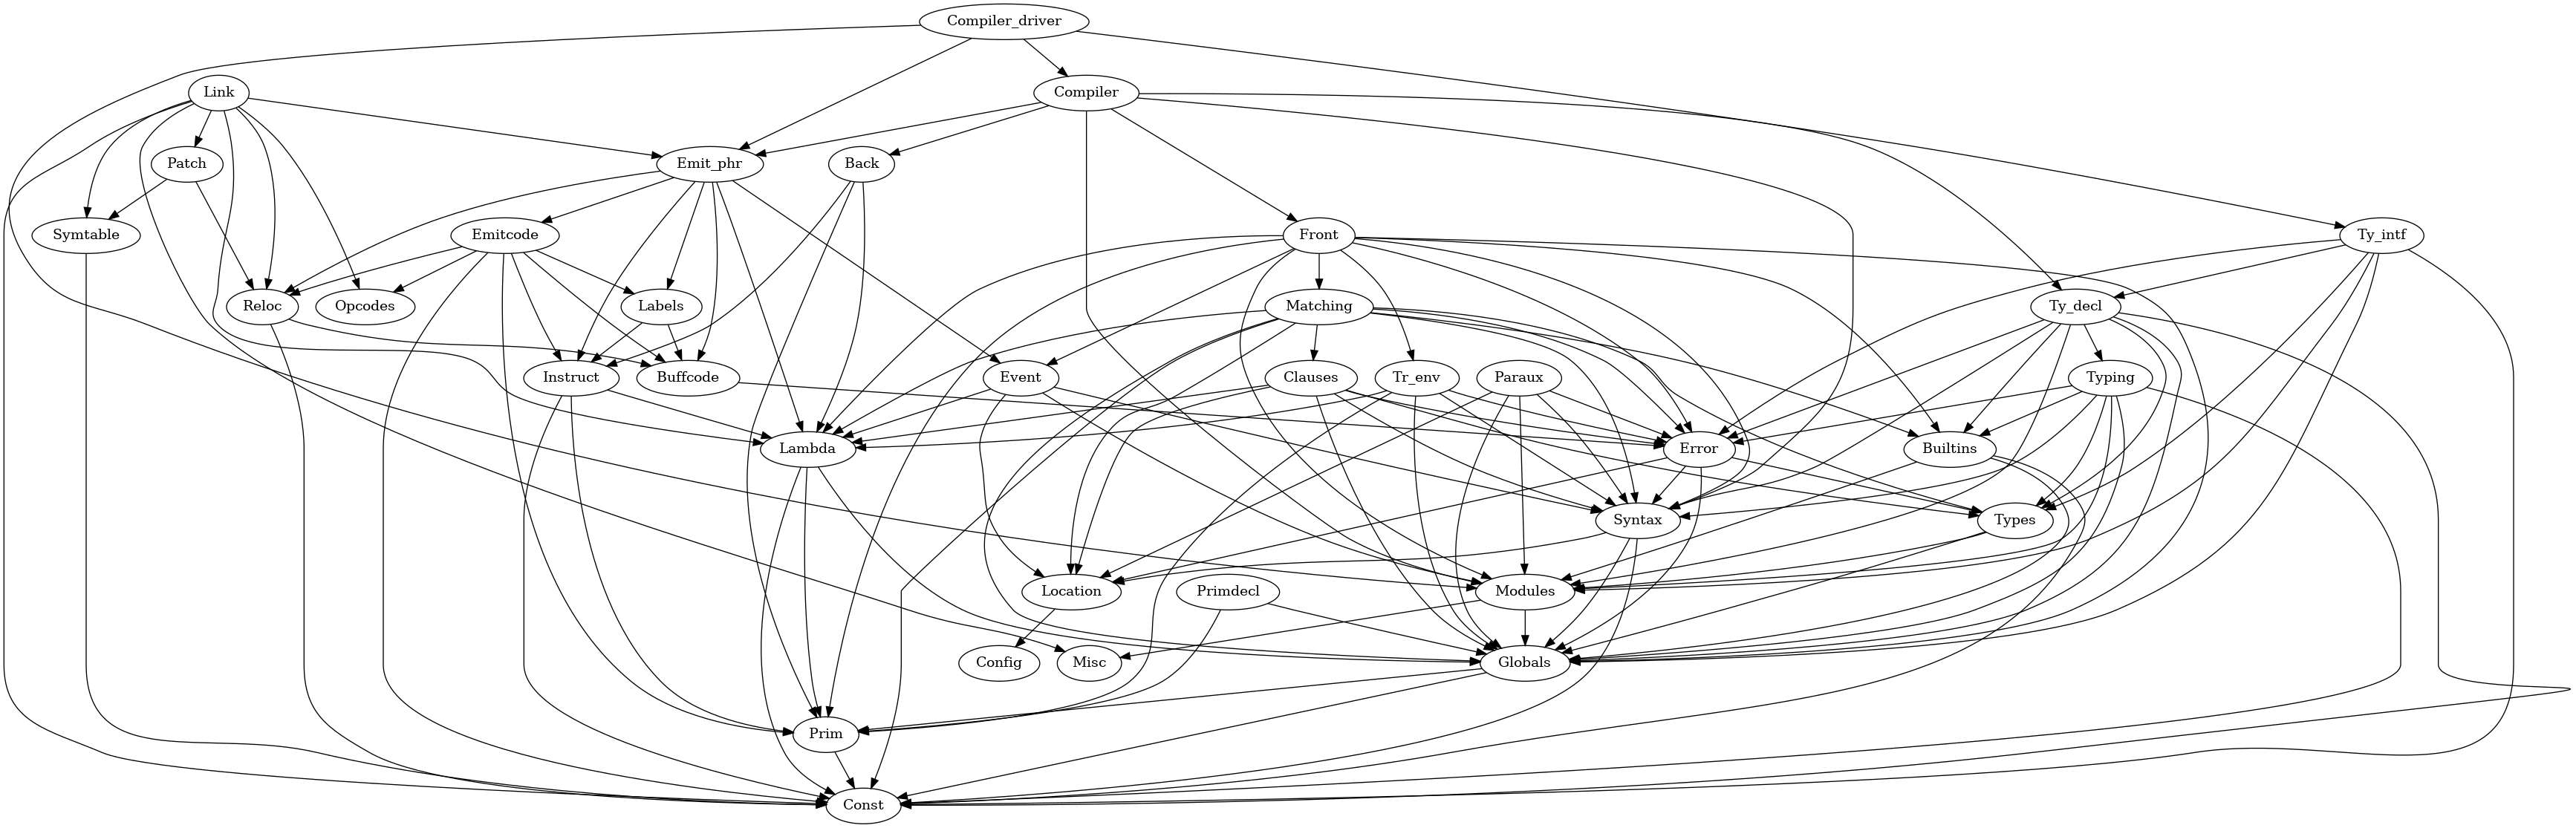 Compiler_driver
Link
Compiler
Patch
Emit_phr
Back
Symtable
Emitcode
Front
Ty_intf
Reloc
Opcodes
Labels
Matching
Ty_decl
Instruct
Buffcode
Event
Clauses
Tr_env
Paraux
Typing
Lambda
Error
Builtins
Syntax
Types
Location
Primdecl
Modules
Config
Misc
Globals
Prim
Const